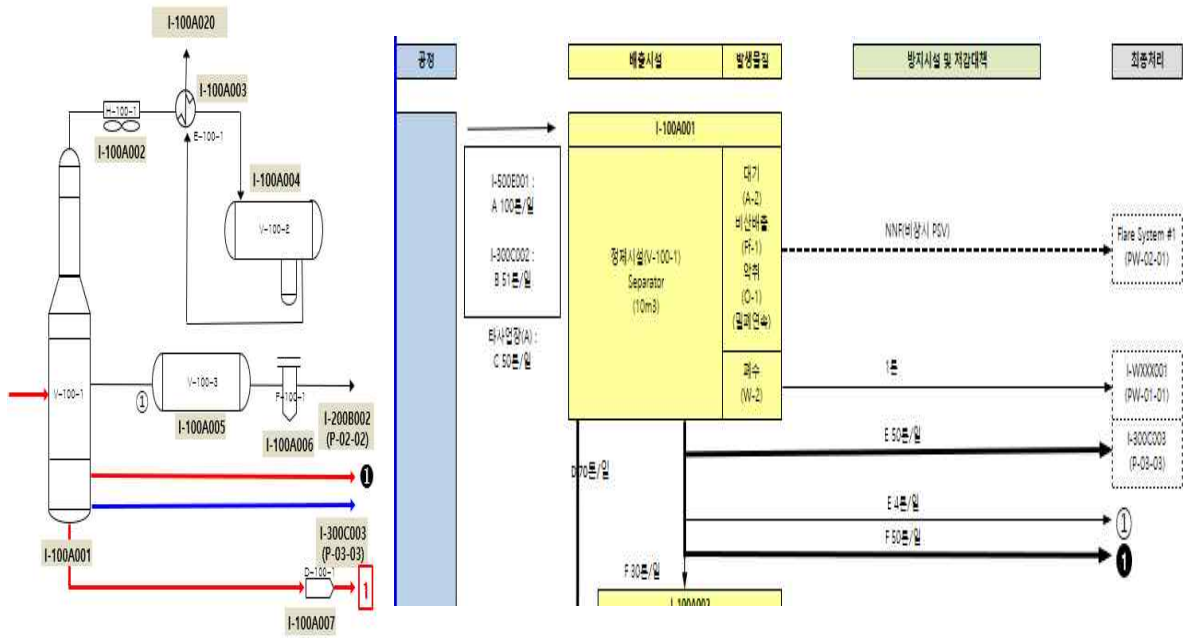 I-100A020
I-100A003
H-100-1
E-100-1
I-100A002
I-100A004
V-100-2
V-100-1
V-100-3
①
F-100-1
I-100A005
I-100A006
I-200B002
(P-02-02)
❶
I-300C003
(P-03-03)
I-100A001
D-100-1
1
I-100A007
공정
배출시설
발생물질
방지시설 및 저감대책
최종처리
I-100A001
I-500E001 :
A 100톤/일
I-300C002 :
B 51톤/일
타사업장(A) :
C 50톤/일
정제시설(V-100-1)
Separator
(10m3)
대기
(A-2)
비산배출
(Ff-1)
악취
(O-1)
(밀폐연속)
폐수
(W-2)
NNF(비상시 PSV)
Flare System #1
(PW-02-01)
1톤
I-WXXX001
(PW-01-01)
E 50톤/일
I-300C003
(P-03-03)
D 70톤/일
E 4톤/일
①
F 50톤/일
❶
F 30톤/일
I-100A002